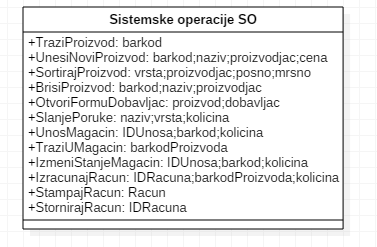 Sistemske operacije SO
+TraziProizvod: barkod
+UnesiNoviProizvod: barkod;naziv;proizvodjac;cena
+SortirajProizvod: vrsta;proizvodjac;posno;mrsno
+BrisiProizvod: barkod;naziv;proizvodjac
+OtvoriFormuDobavljac: proizvod;dobavljac
+SlanjePoruke: naziv;vrsta;kolicina
+UnosMagacin: IDUnosa;barkod;kolicina
+TraziUMagacin: barkodProizvoda
+IzmeniStanjeMagacin: IDUnosa;barkod;kolicina
+IzracunajRacun: IDRacuna;barkodProizvoda;kolicina
+StampajRacun: Racun
+StornirajRacun: IDRacuna